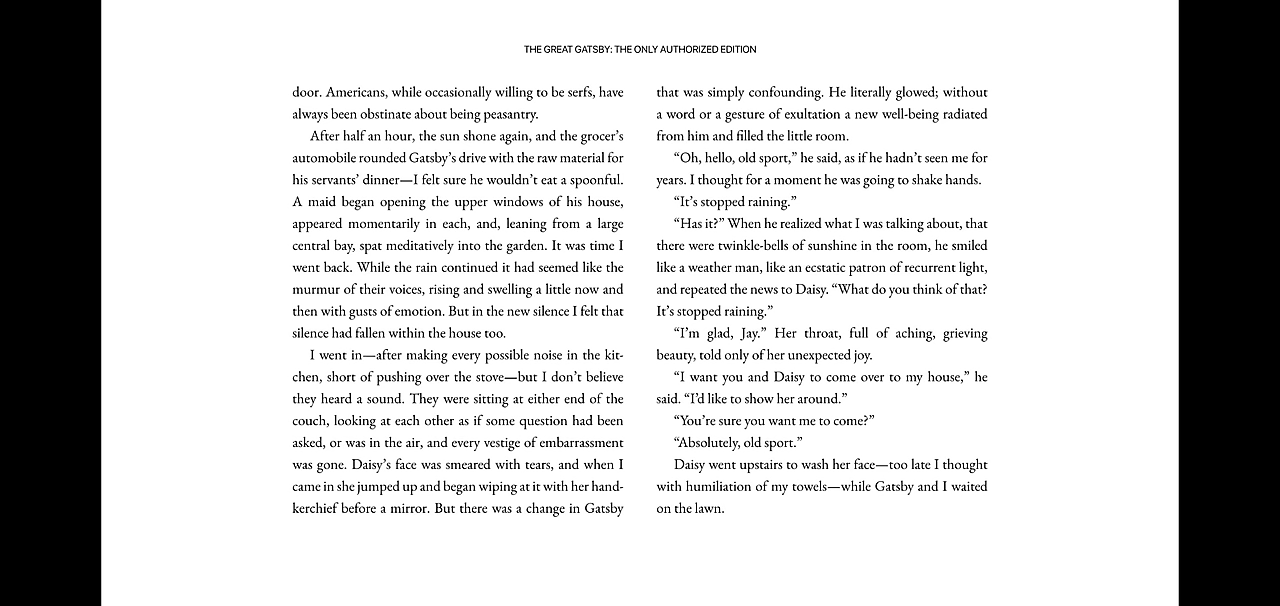 THE GREAT GATSBY: THE ONLY AUTHORIZED EDITION
door. Americans, while occasionally willing to be serfs, have
always been obstinate about being peasantry.
After half an hour, the sun shone again, and the grocer’s
automobile rounded Gatsby’s drive with the raw material for
his servants’ dinner—I felt sure he wouldn’t eat a spoonful.
A maid began opening the upper windows of his house,
appeared momentarily in each, and, leaning from a large
central bay, spat meditatively into the garden. It was time I
went back. While the rain continued it had seemed like the
murmur of their voices, rising and swelling a little now and
then with gusts of emotion. But in the new silence I felt that
silence had fallen within the house too.
I went in—after making every possible noise in the kit-
chen, short of pushing over the stove—but I don’t believe
they heard a sound. They were sitting at either end of the
couch, looking at each other as if some question had been
asked, or was in the air, and every vestige of embarrassment
was gone. Daisy’s face was smeared with tears, and when I
came in she jumped up and began wiping at it with her hand-
kerchief before a mirror. But there was a change in Gatsby
that was simply confounding. He literally glowed; without
a word or a gesture of exultation a new well-being radiated
from him and filled the little room.
“Oh, hello, old sport,” he said, as if he hadn’t seen me for
years. I thought for a moment he was going to shake hands.
“It’s stopped raining.”
“Has it?” When he realized what I was talking about, that
there were twinkle-bells of sunshine in the room, he smiled
like a weather man, like an ecstatic patron of recurrent light,
and repeated the news to Daisy. “What do you think of that?
It’s stopped raining.”
“I’m glad, Jay.” Her throat, full of aching, grieving
beauty, told only of her unexpected joy.
“I want you and Daisy to come over to my house,” he
said. “I’d like to show her around.”
“You’re sure you want me to come?”
“Absolutely, old sport.”
Daisy went upstairs to wash her face—too late I thought
with humiliation of my towels—while Gatsby and I waited
on the lawn.